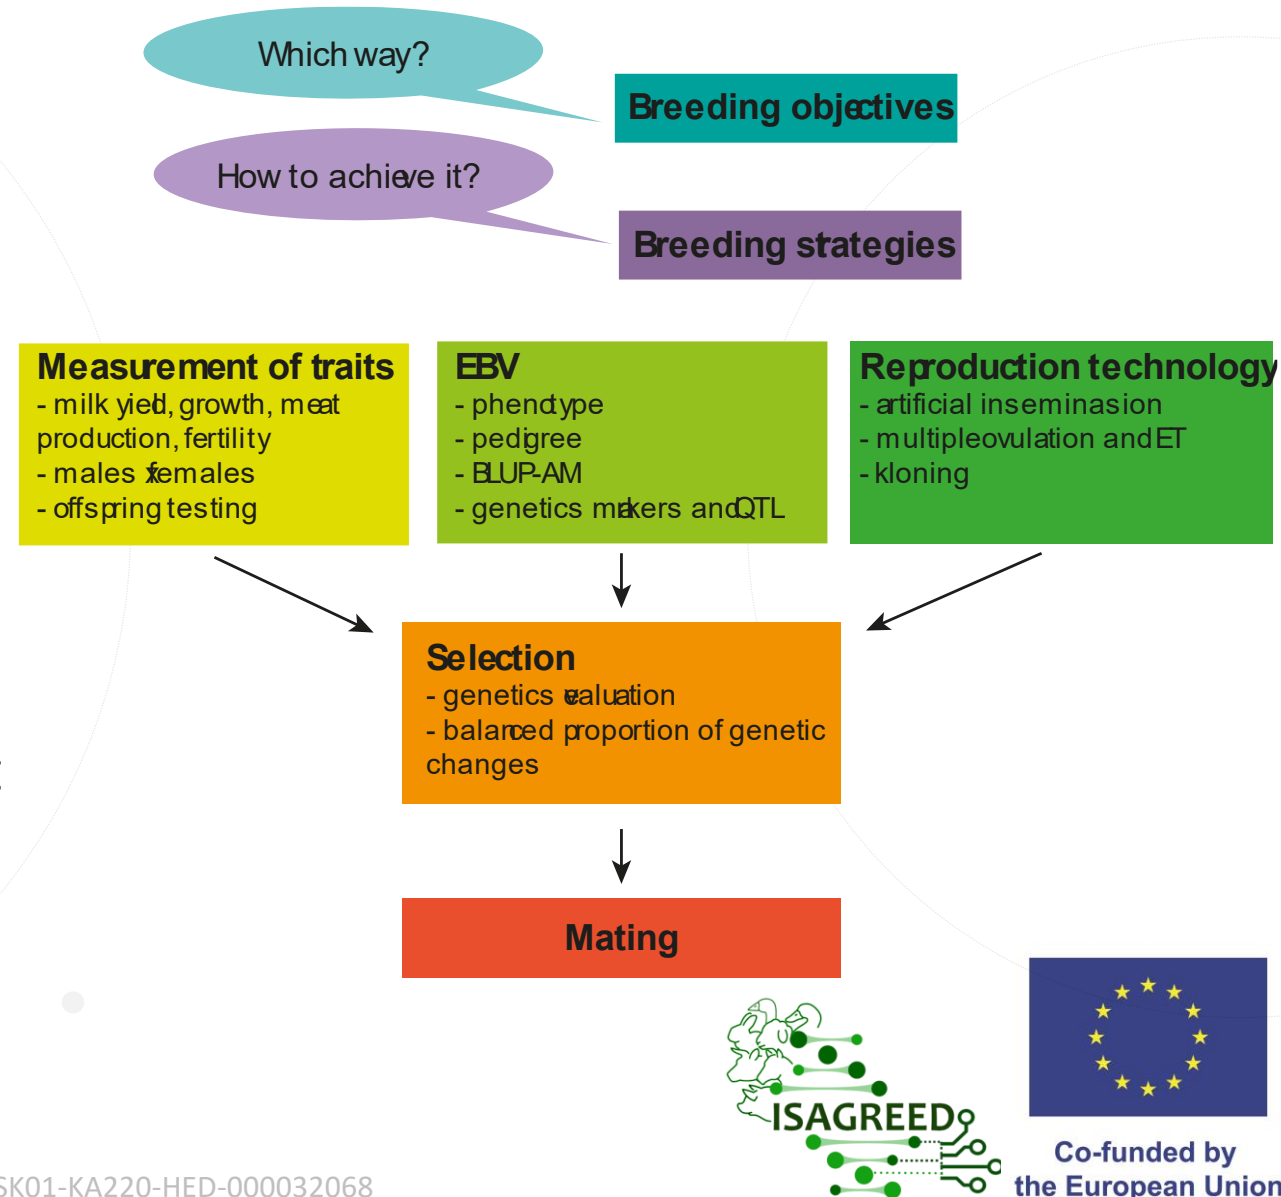 Which way?
Breeding objectives
How to achieve it?
Breeding strategies
Measurement of traits
- milk yield, growth, meat
production, fertility
- males x females
- offspring testing
EBV
- phenotype
- pedigree
- BLUP-AM
- genetics markers and QTL
Reproduction technology
- artificial inseminasion
- multipleovulation and ET
- kloning
Selection
- genetics evaluation
- balanced proportion of genetic
changes
:
Mating
ISAGREED
Co-funded by
the European Union
SK01-KA220-HED-000032068